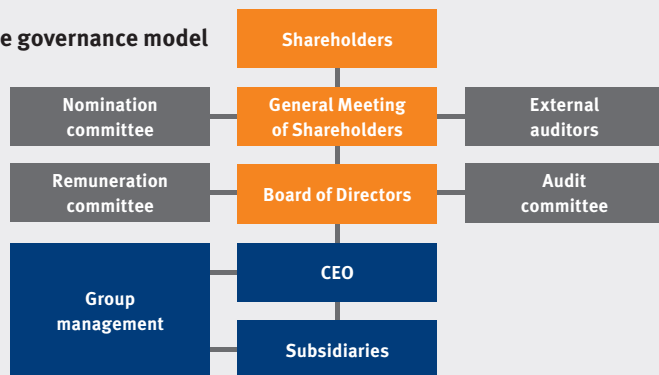 e governance model
Shareholders
Nomination
committee
General Meeting
of Shareholders
External
auditors
Remuneration
committee
Board of Directors
Audit
committee
Group
management
CEO
Subsidiaries